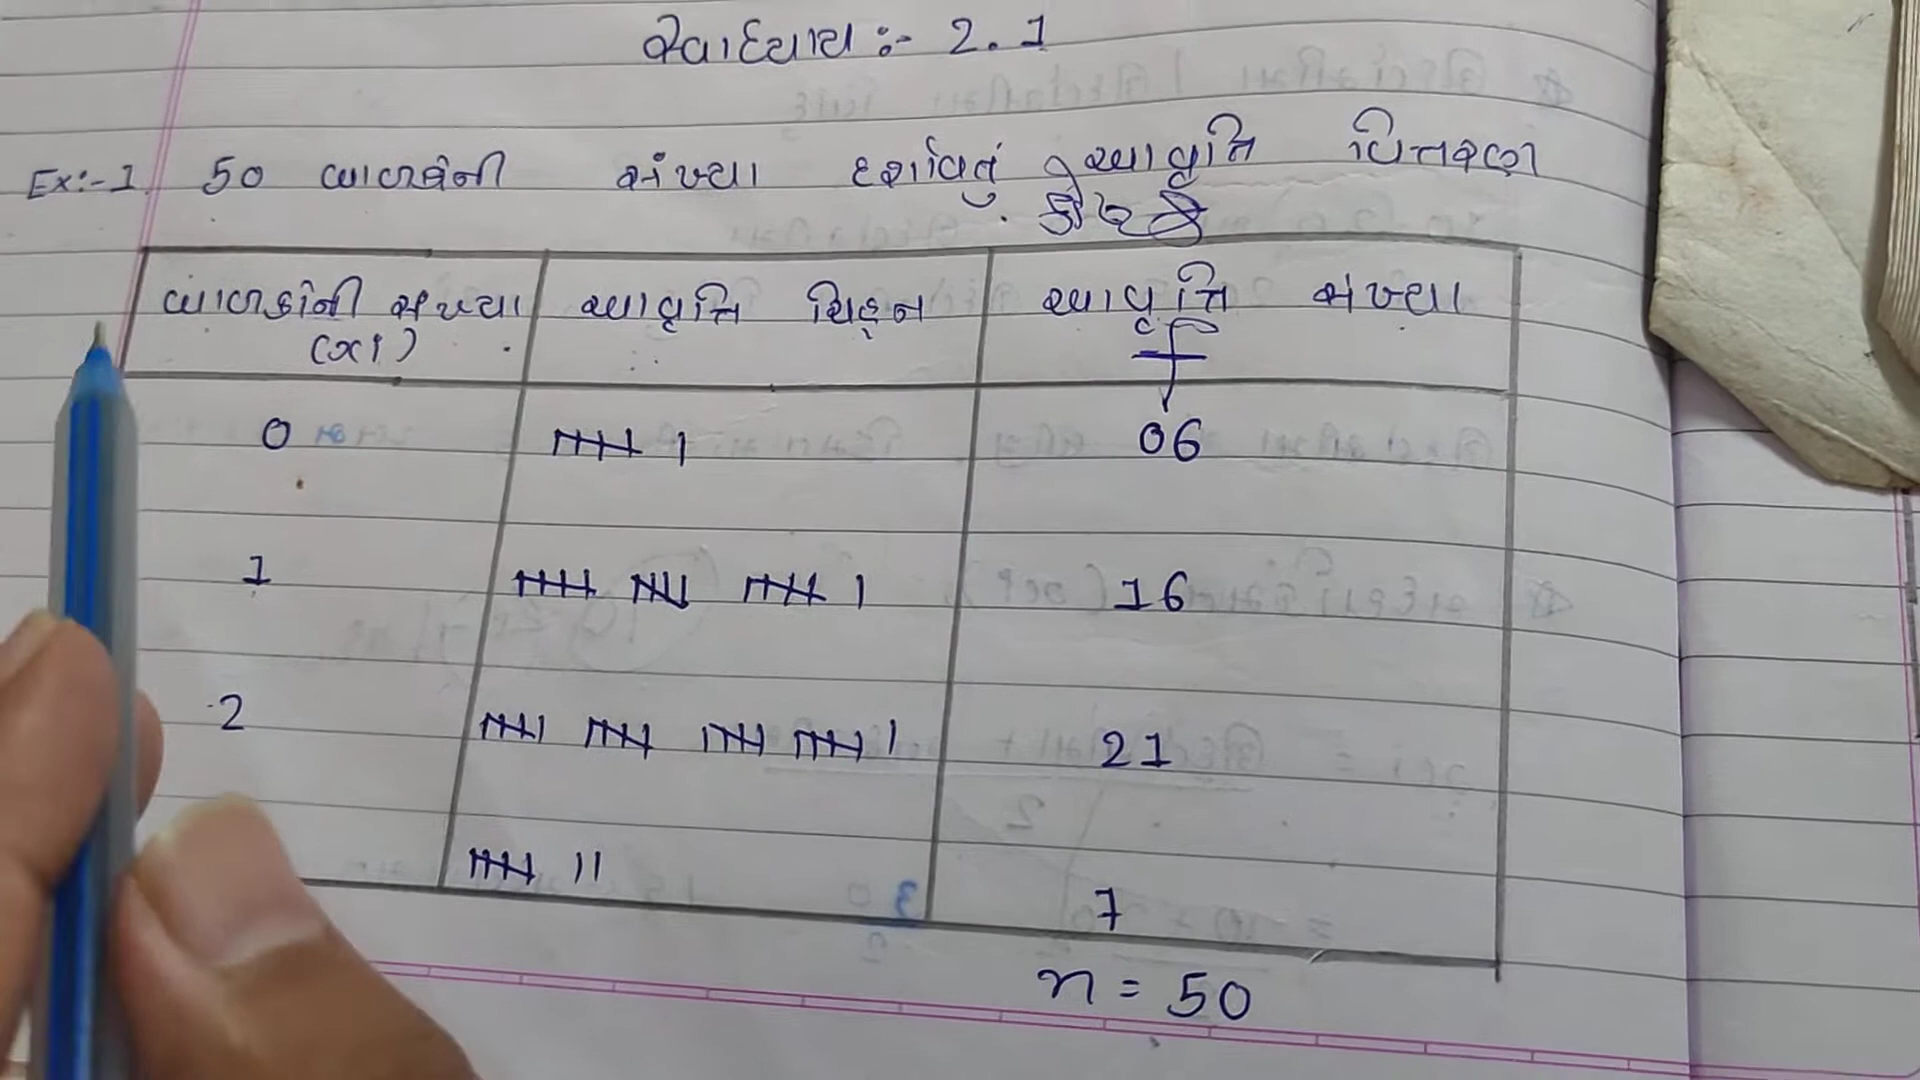 સ્વાધ્યાય :- 2.1
Ex:-1 50 બાળકોની સંખ્યા દર્શાવતું આવૃત્તિ વિતરણ
કોષ્ટક
બાળકોની સંખ્યા (xi) આવૃત્તિ ચિહ્ન આવૃત્તિ સંખ્યા f
0 𝍸 | 06
1 𝍸 𝍸 𝍸 | 16
2 𝍸 𝍸 𝍸 𝍸 | 21
𝍸 || 7
n = 50